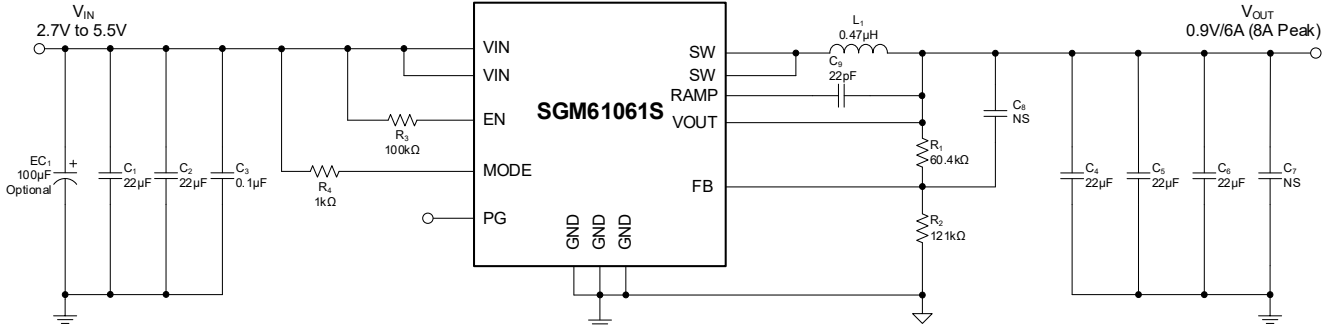 VIN
2.7V to 5.5V
VIN
VIN
EN
MODE
PG
GND
GND
GND
SGM61061S
SW
SW
RAMP
VOUT
FB
R3
100kΩ
R4
1kΩ
EC1
100μF
Optional
+
C1
22μF
C2
22μF
C3
0.1μF
L1
0.47μH
C9
22pF
C8
NS
R1
60.4kΩ
R2
121kΩ
VOUT
0.9V/6A (8A Peak)
C4
22μF
C5
22μF
C6
22μF
C7
NS